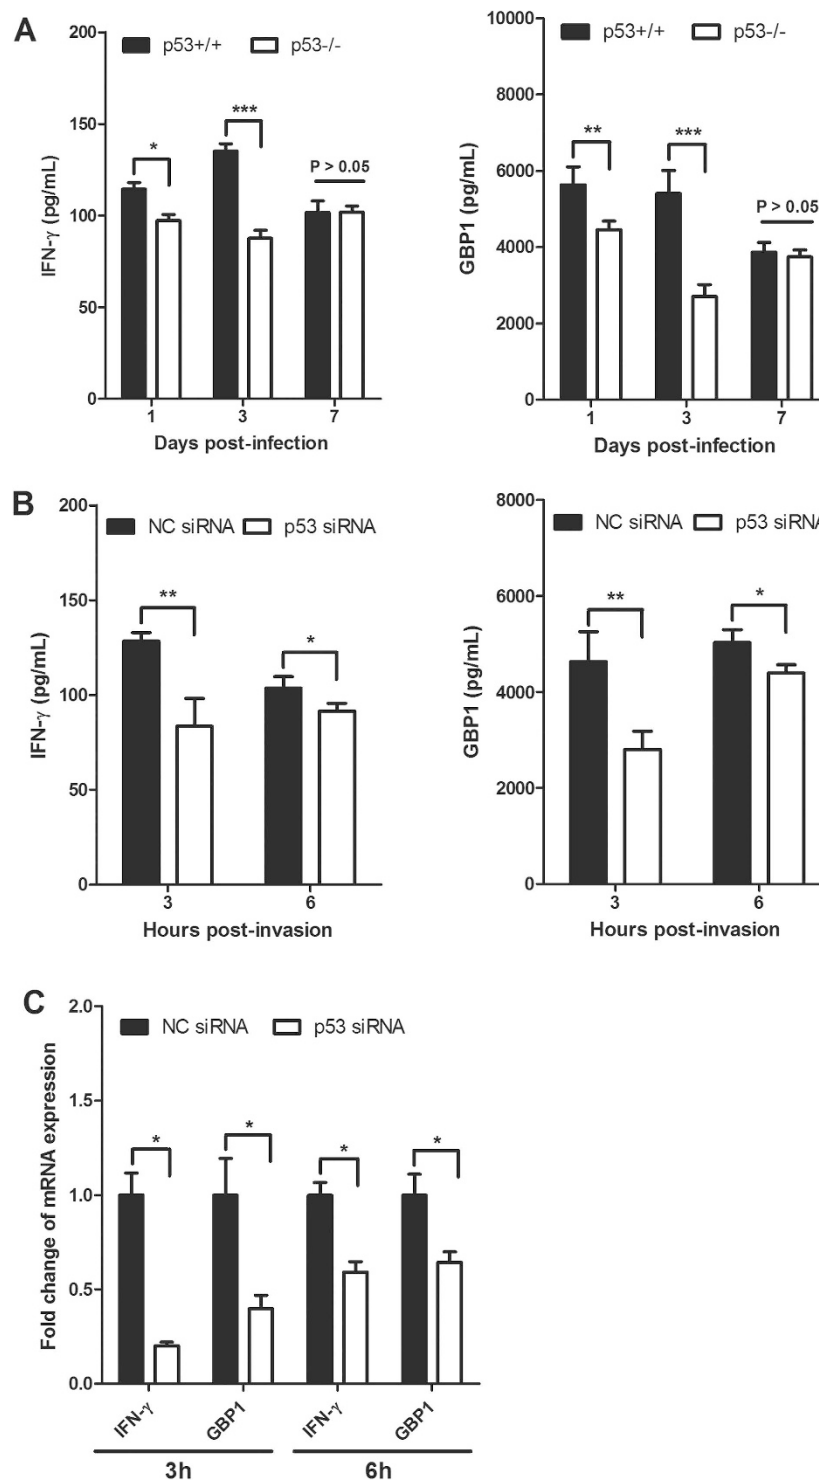 A
p53+/+ p53-/-
IFN-γ (pg/mL)
200
150
100
50
0
*
***
P > 0.05
1 3 7
Days post-infection
p53+/+ p53-/-
GBP1 (pg/mL)
10000
8000
6000
4000
2000
0
**
***
P > 0.05
1 3 7
Days post-infection
B
NC siRNA p53 siRNA
IFN-γ (pg/mL)
200
150
100
50
0
**
*
3 6
Hours post-invasion
NC siRNA p53 siRNA
GBP1 (pg/mL)
8000
6000
4000
2000
0
**
*
3 6
Hours post-invasion
C
NC siRNA p53 siRNA
Fold change of mRNA expression
2.0
1.5
1.0
0.5
0.0
* * * *
IFN-γ GBP1 IFN-γ GBP1
3h 6h